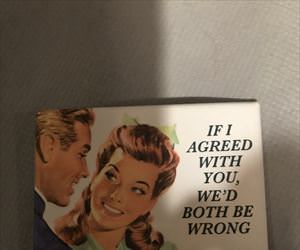 IF I
AGREED
WITH
YOU,
WE'D
BOTH BE
WRONG